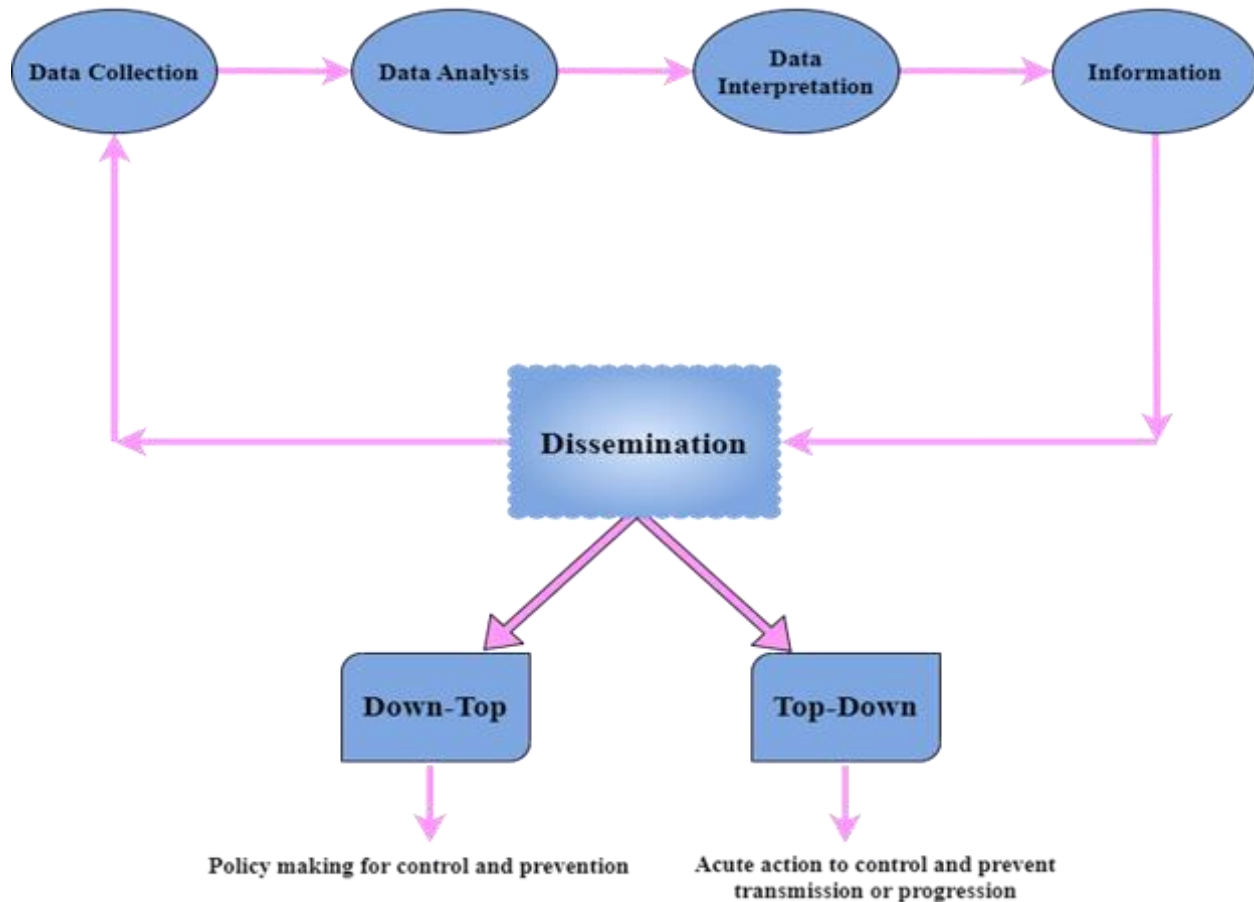 Data Collection
Data Analysis
Data
Interpretation
Information
Dissemination
Down-Top
Top-Down
Policy making for control and prevention
Acute action to control and prevent
transmission or progression